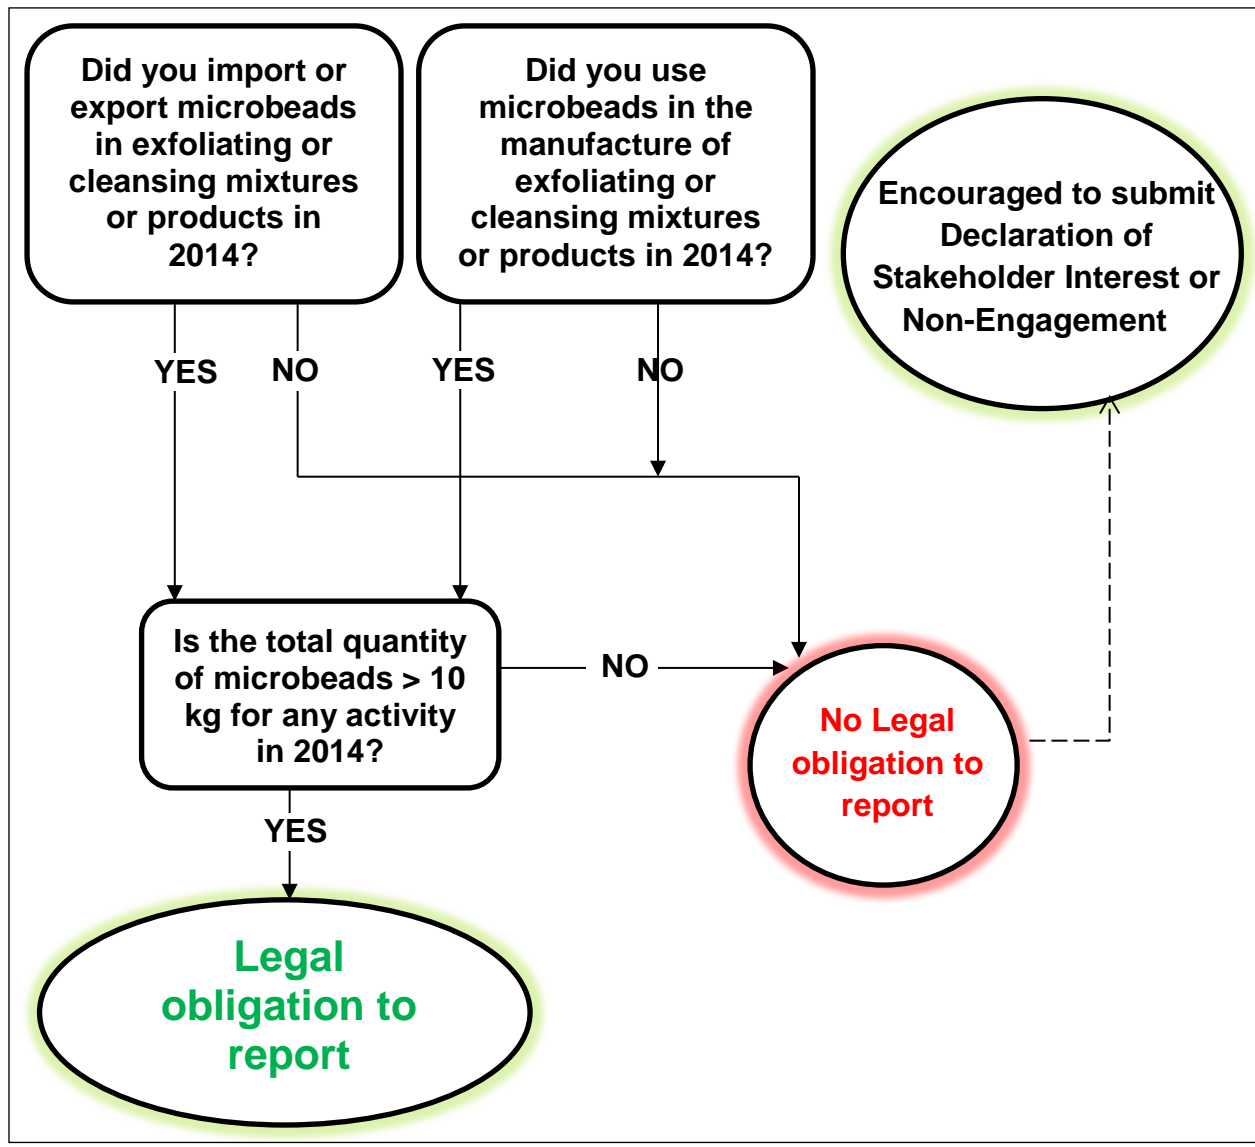 Did you import or
export microbeads
in exfoliating or
cleansing mixtures
or products in
2014?
Did you use
microbeads in the
manufacture of
exfoliating or
cleansing mixtures
or products in 2014?
Encouraged to submit
Declaration of
Stakeholder Interest or
Non-Engagement
YES
NO
YES
NO
Is the total quantity
of microbeads > 10
kg for any activity
in 2014?
NO
No Legal
obligation to
report
YES
Legal
obligation to
report